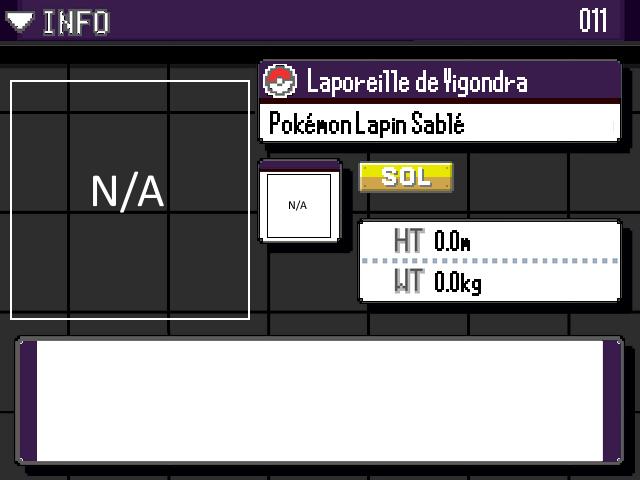 INFO 011
Laporeille de Yigondra
Pokémon Lapin Sablé
N/A
N/A
SOL
HT 0.0m
WT 0.0kg